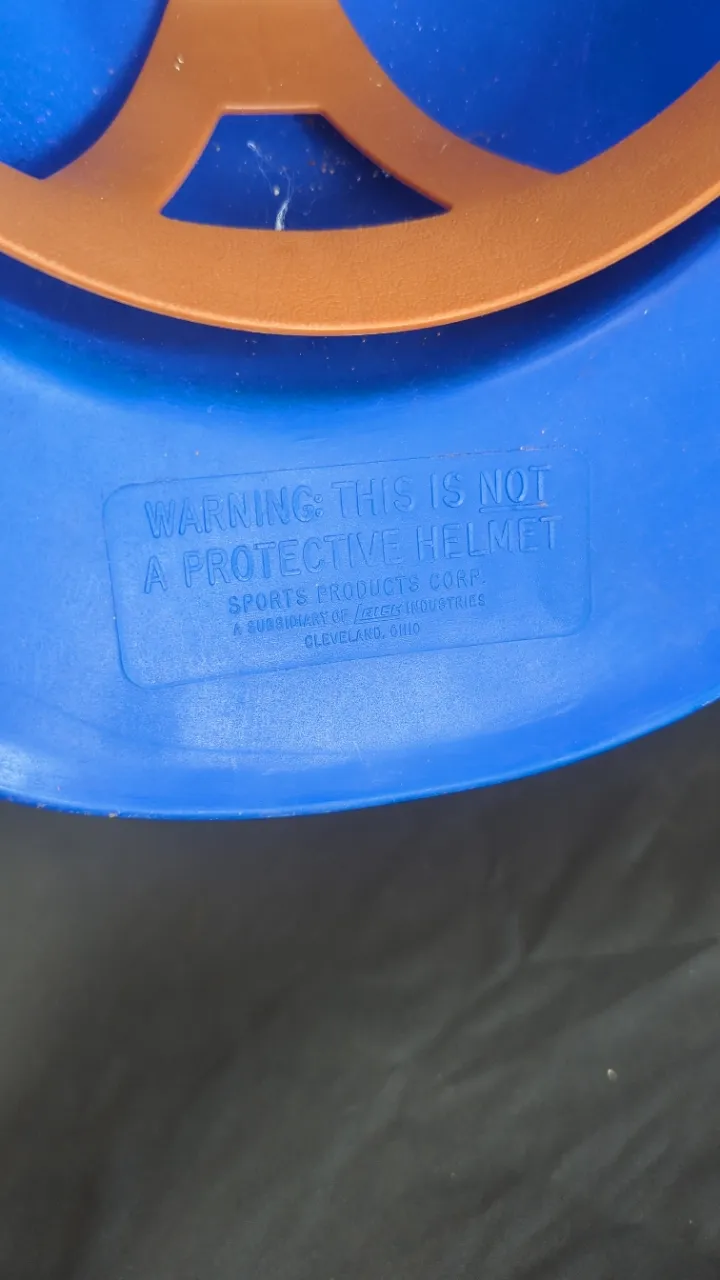 WARNING: THIS IS NOT
A PROTECTIVE HELMET
SPORTS PRODUCTS CORP.
A SUBSIDIARY OF INDUSTRIES
CLEVELAND, OHIO